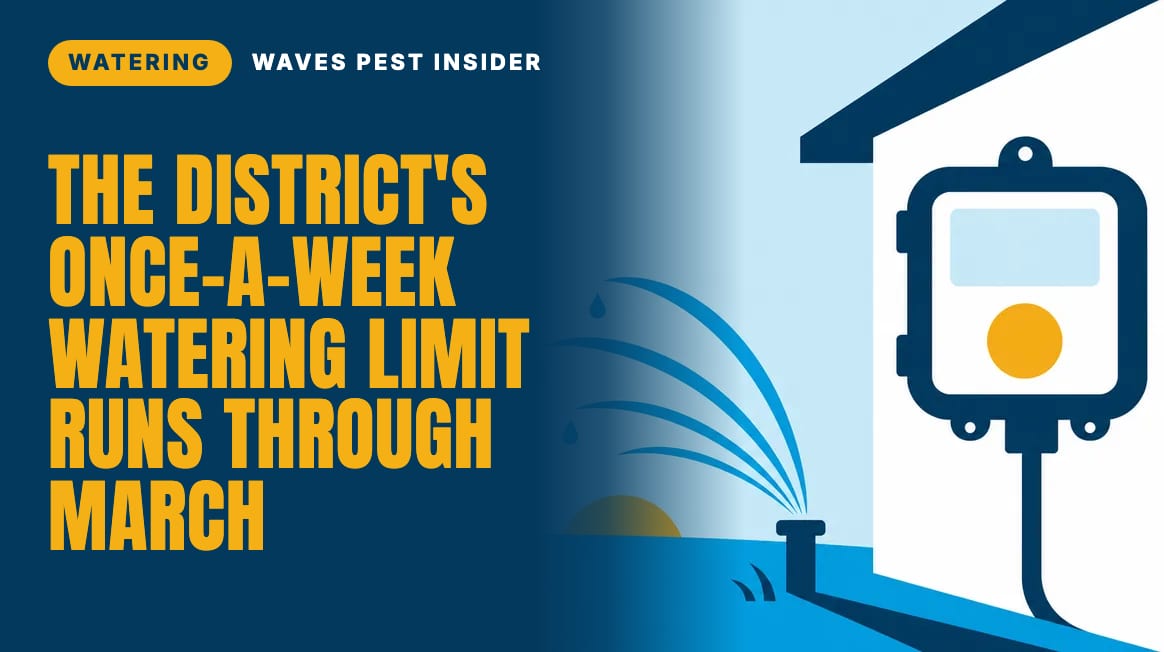 WATERING
WAVES PEST INSIDER
THE DISTRICT'S
ONCE-A-WEEK
WATERING LIMIT
RUNS THROUGH
MARCH